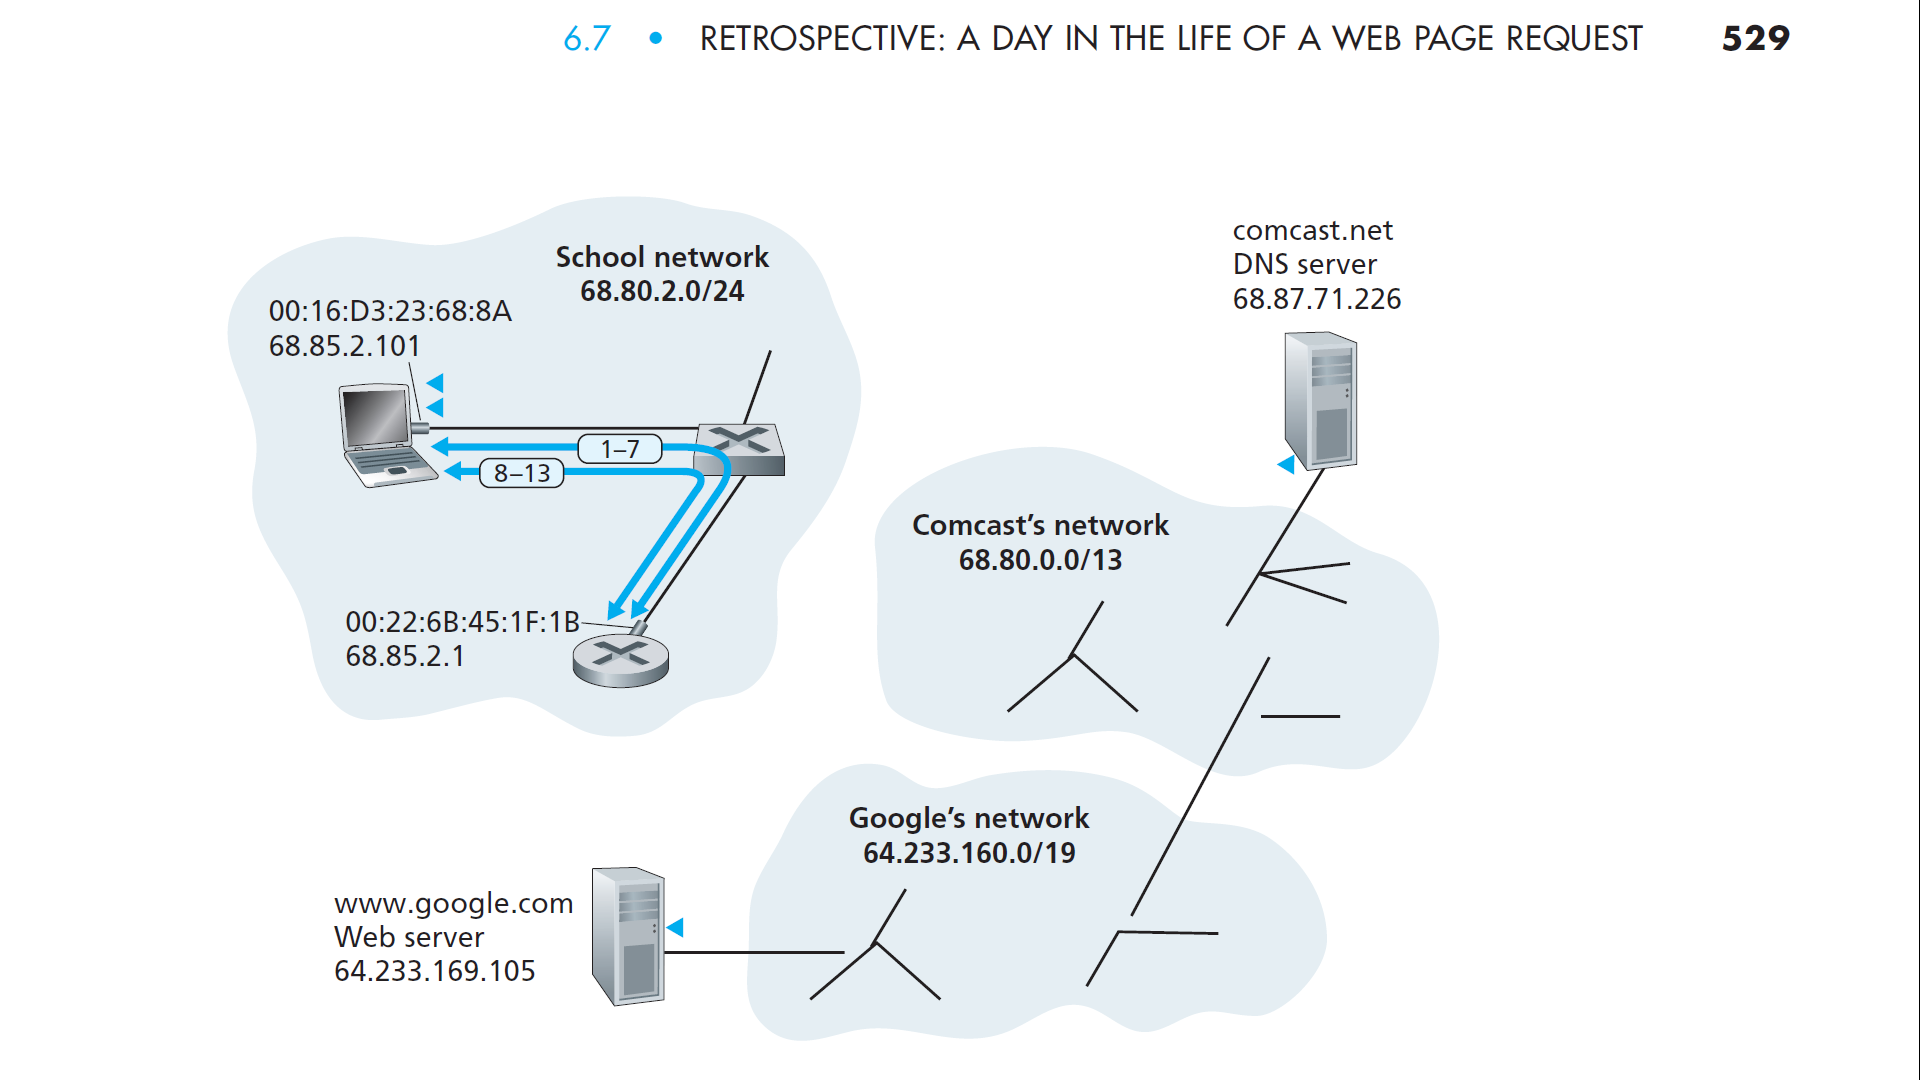 6.7 • RETROSPECTIVE: A DAY IN THE LIFE OF A WEB PAGE REQUEST 529
School network
68.80.2.0/24
00:16:D3:23:68:8A
68.85.2.101
1–7
8–13
00:22:6B:45:1F:1B
68.85.2.1
comcast.net
DNS server
68.87.71.226
Comcast’s network
68.80.0.0/13
Google’s network
64.233.160.0/19
www.google.com
Web server
64.233.169.105